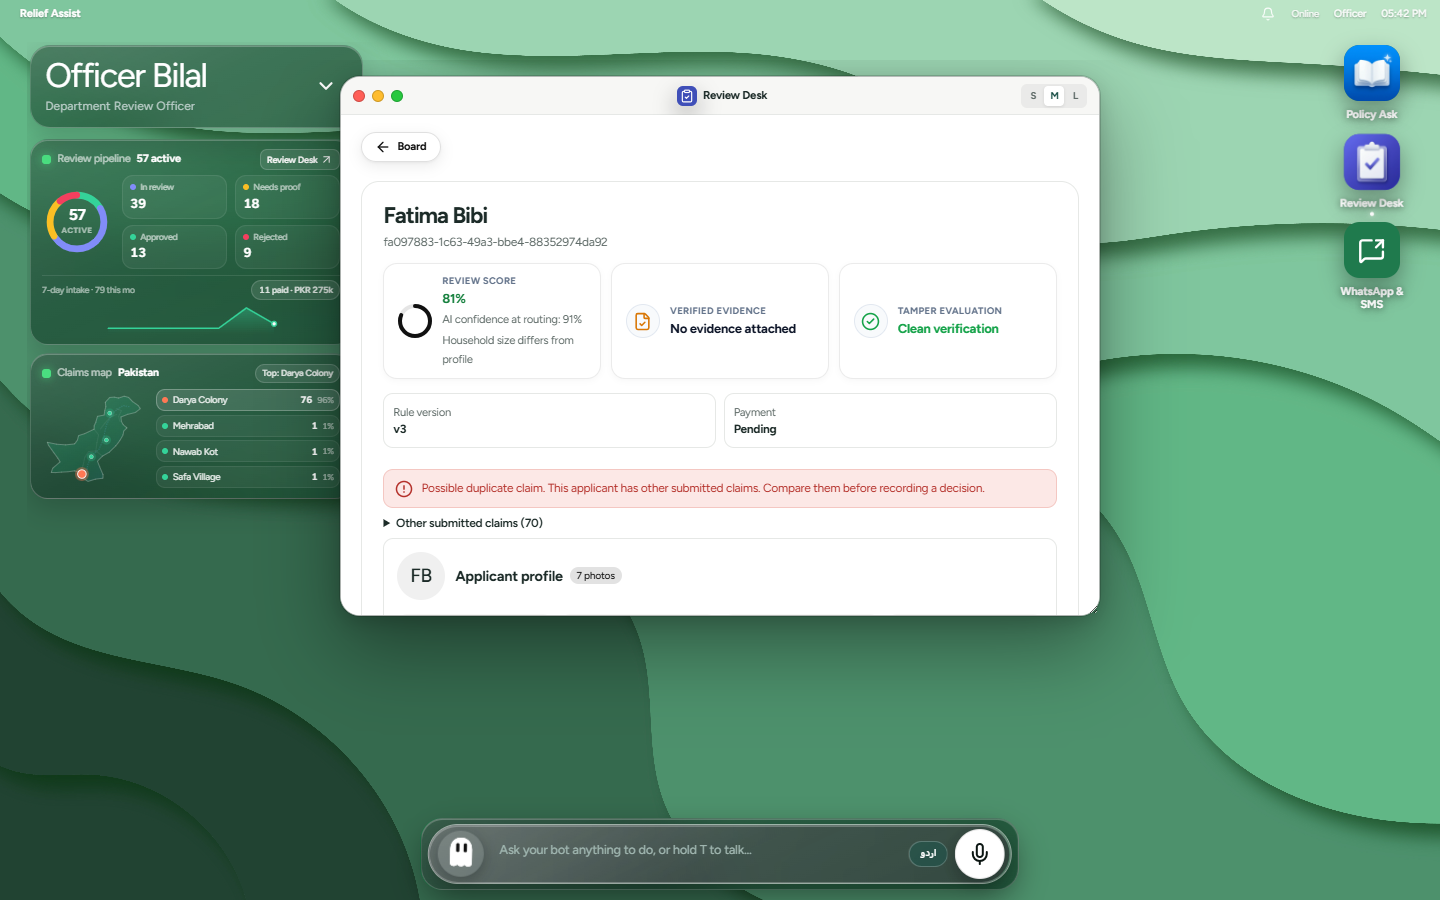 Relief Assist
Online Officer 05:42 PM
Officer Bilal
Department Review Officer
Review pipeline 57 active
Review Desk
57
ACTIVE
In review
39
Needs proof
18
Approved
13
Rejected
9
7-day intake · 79 this mo
11 paid · PKR 275k
Claims map Pakistan
Top: Darya Colony
Darya Colony 76 96%
Mehrabad 1 1%
Nawab Kot 1 1%
Safa Village 1 1%
Review Desk
S M L
Board
Fatima Bibi
fa097883-1c63-49a3-bbe4-88352974da92
REVIEW SCORE
81%
AI confidence at routing: 91%
Household size differs from
profile
VERIFIED EVIDENCE
No evidence attached
TAMPER EVALUATION
Clean verification
Rule version
v3
Payment
Pending
Possible duplicate claim. This applicant has other submitted claims. Compare them before recording a decision.
Other submitted claims (70)
FB
Applicant profile
7 photos
Policy Ask
Review Desk
WhatsApp &
SMS
Ask your bot anything to do, or hold T to talk...
اردو